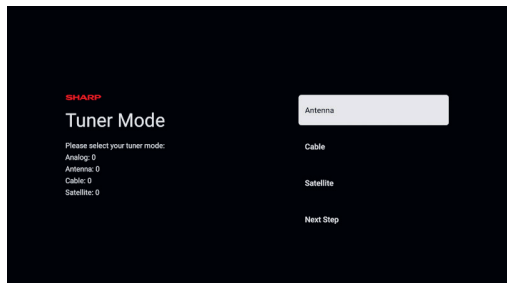 SHARP
Tuner Mode
Please select your tuner mode:
Analog: 0
Antenna: 0
Cable: 0
Satellite: 0
Antenna
Cable
Satellite
Next Step